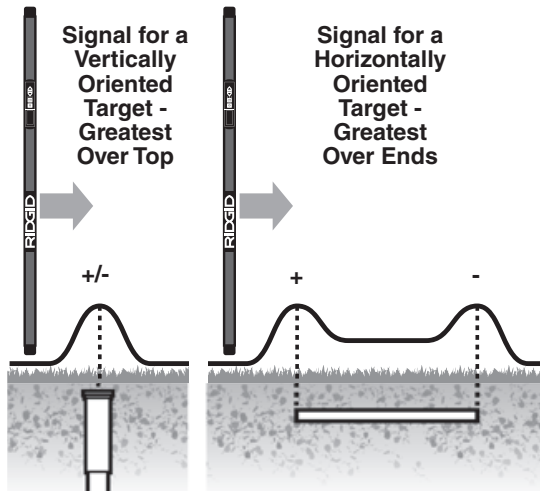 Signal for a
Vertically
Oriented
Target -
Greatest
Over Top
RIDGID
+/-
Signal for a
Horizontally
Oriented
Target -
Greatest
Over Ends
RIDGID
+
-